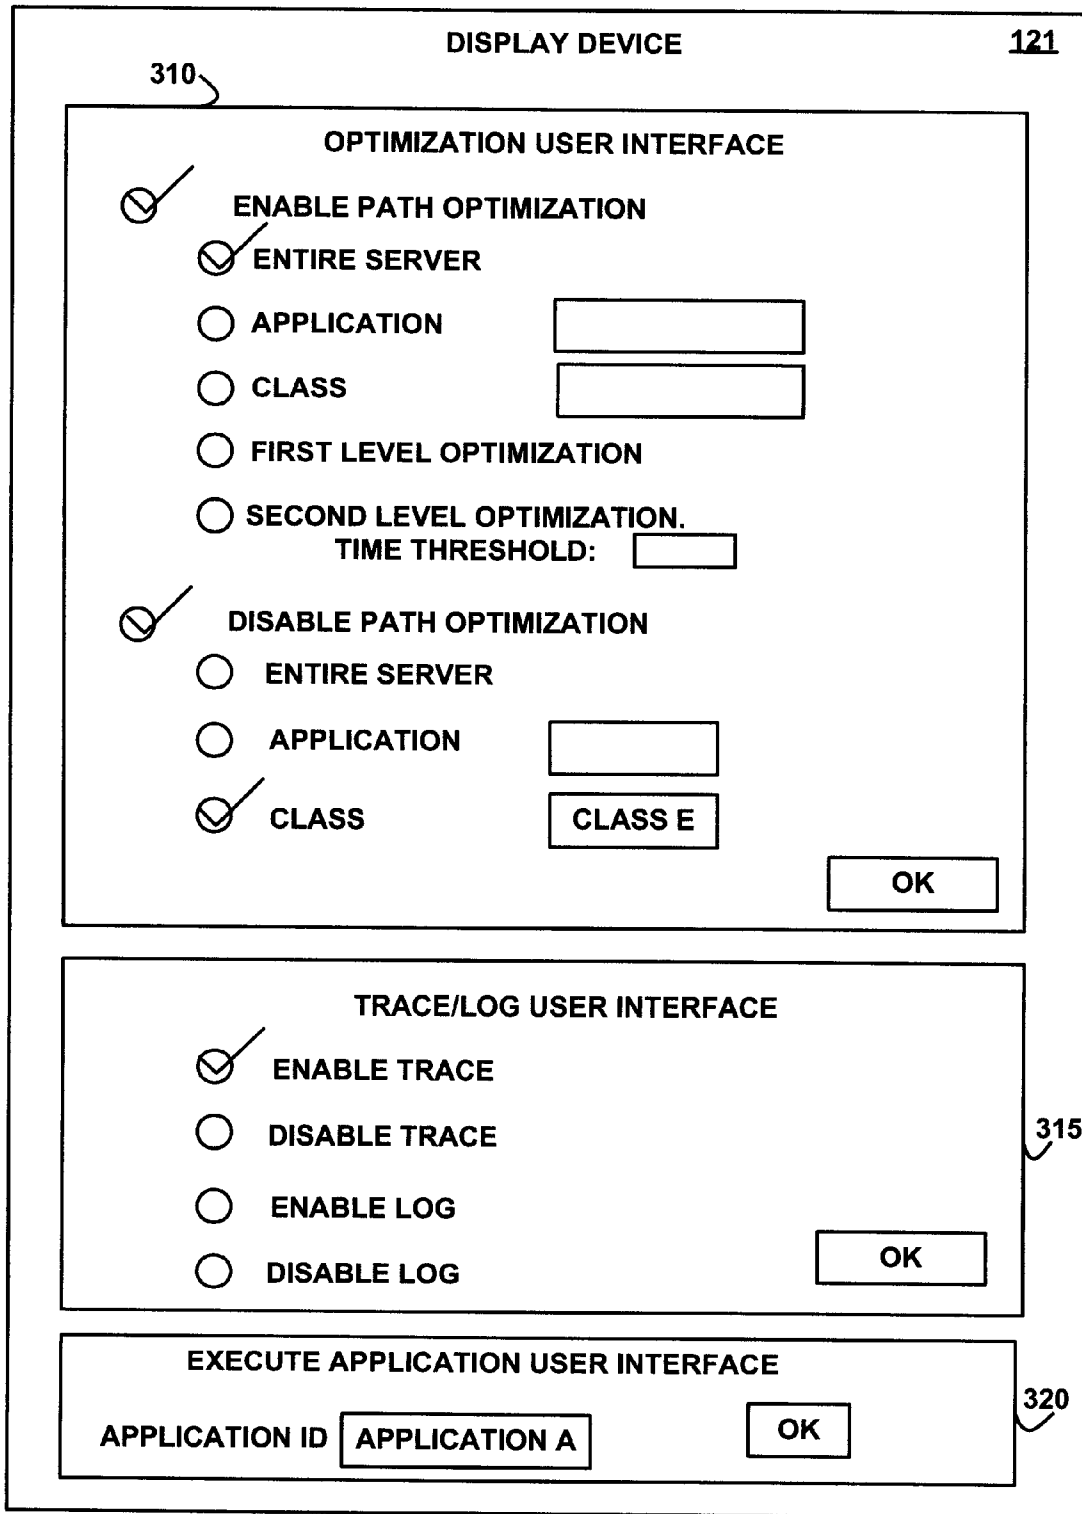 DISPLAY DEVICE 121
310
OPTIMIZATION USER INTERFACE
ENABLE PATH OPTIMIZATION
ENTIRE SERVER
APPLICATION
CLASS
FIRST LEVEL OPTIMIZATION
SECOND LEVEL OPTIMIZATION.
TIME THRESHOLD:
DISABLE PATH OPTIMIZATION
ENTIRE SERVER
APPLICATION
CLASS CLASS E
OK
TRACE/LOG USER INTERFACE
ENABLE TRACE
DISABLE TRACE
315
ENABLE LOG
DISABLE LOG
OK
EXECUTE APPLICATION USER INTERFACE
320
APPLICATION ID APPLICATION A OK